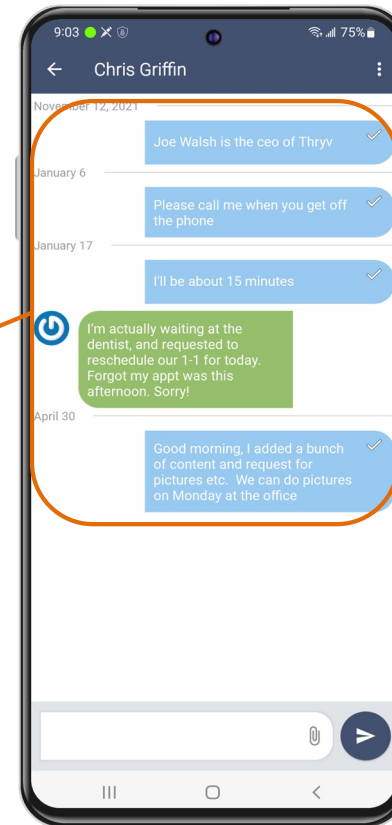 9:03 75%
Chris Griffin
November 12, 2021
Joe Walsh is the ceo of Thryv
January 6
Please call me when you get off
the phone
January 17
I'll be about 15 minutes
I'm actually waiting at the
dentist, and requested to
reschedule our 1-1 for today.
Forgot my appt was this
afternoon. Sorry!
April 30
Good morning, I added a bunch
of content and request for
pictures etc.  We can do pictures
on Monday at the office